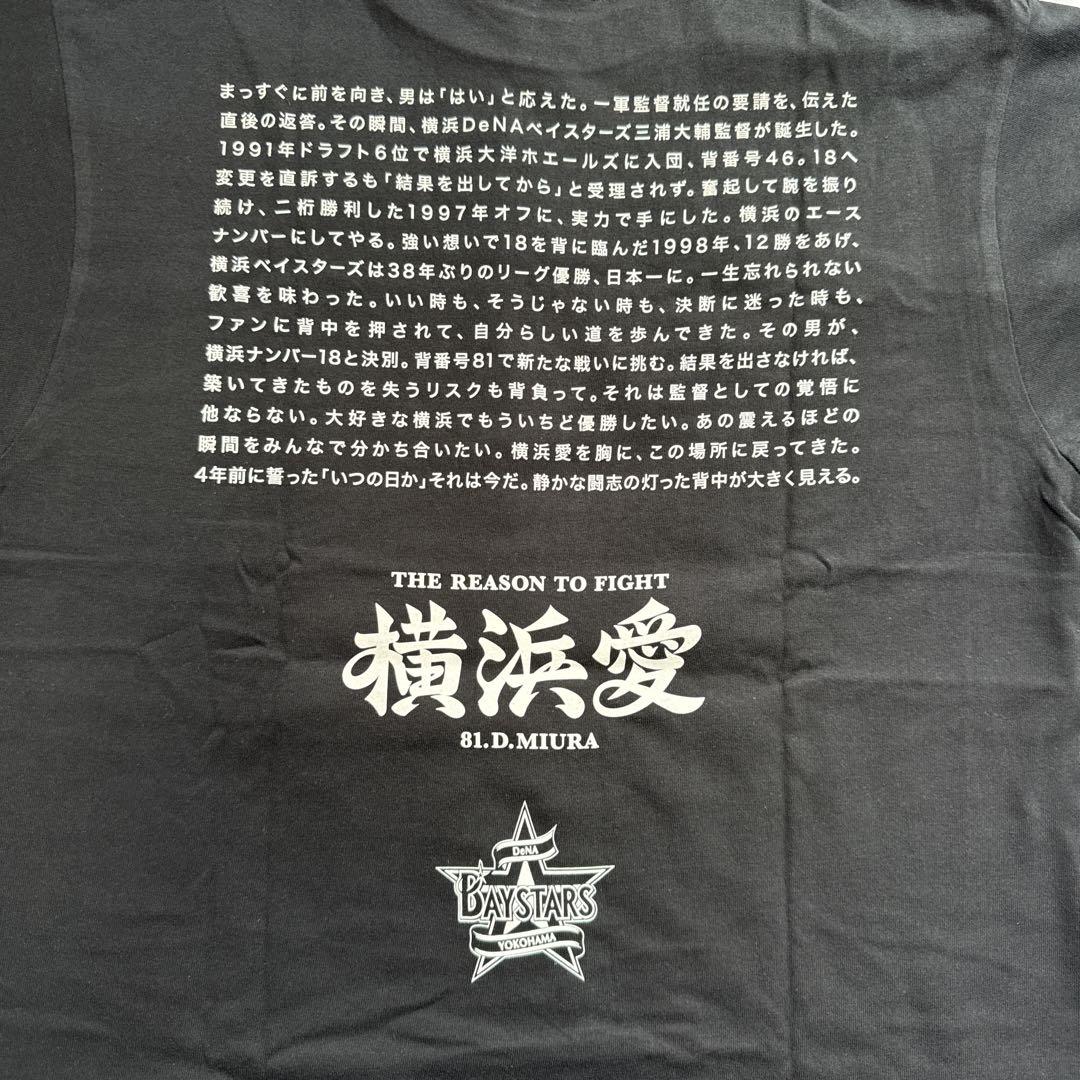 まっすぐに前を向き、男は「はい」と応えた。一軍監督就任の要請を、伝えた
直後の返答。その瞬間、横浜DeNAベイスターズ三浦大輔監督が誕生した。
1991年ドラフト6位で横浜大洋ホエールズに入団、背番号46。18へ
変更を直訴するも「結果を出してから」と受理されず。奮起して腕を振り
続け、二桁勝利した1997年オフに、実力で手にした。横浜のエース
ナンバーにしてやる。強い想いで18を背に臨んだ1998年、12勝をあげ、
横浜ベイスターズは38年ぶりのリーグ優勝、日本一に。一生忘れられない
歓喜を味わった。いい時も、そうじゃない時も、決断に迷った時も、
ファンに背中を押されて、自分らしい道を歩んできた。その男が、
横浜ナンバー18と決別。背番号81で新たな戦いに挑む。結果を出さなければ、
築いてきたものを失うリスクも背負って。それは監督としての覚悟に
他ならない。大好きな横浜でもういちど優勝したい。あの震えるほどの
瞬間をみんなで分かち合いたい。横浜愛を胸に、この場所に戻ってきた。
4年前に誓った「いつの日か」それは今だ。静かな闘志の灯った背中が大きく見える。
THE REASON TO FIGHT
横浜愛
81.D.MIURA
DeNA
BAYSTARS
YOKOHAMA